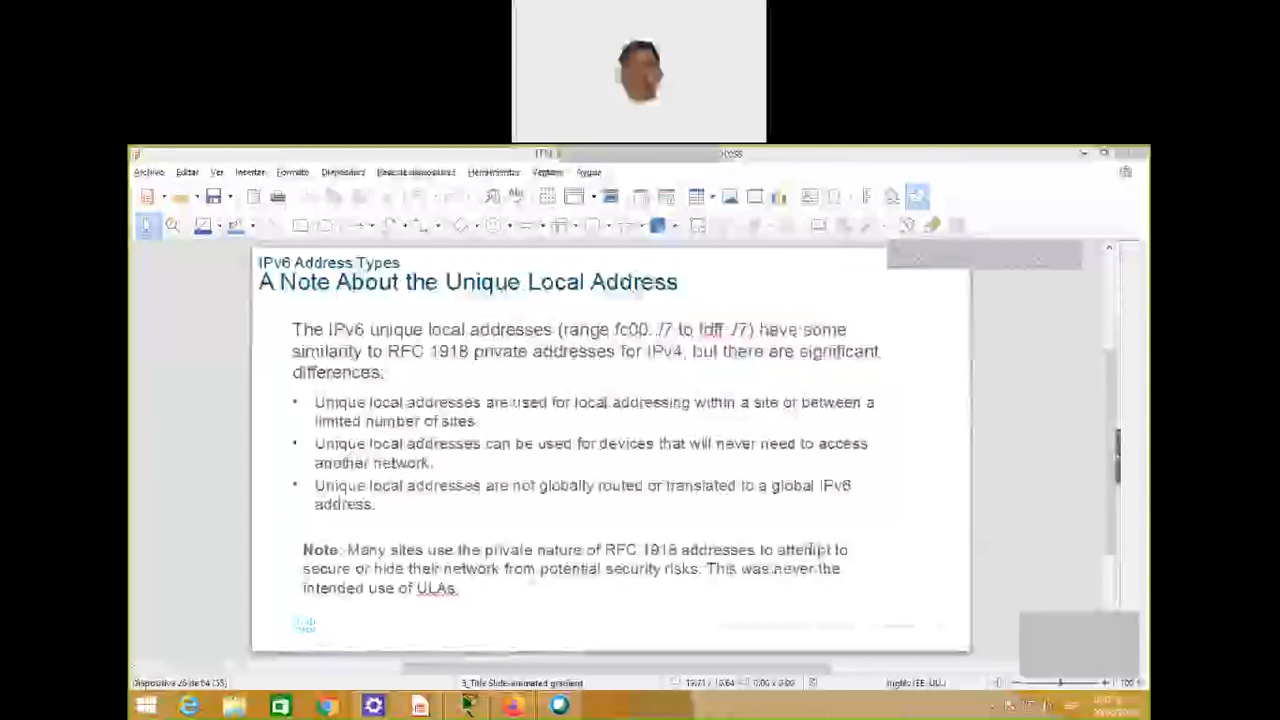 Archivo Editar Ver Insertar Formato Diapositiva Herramientas Ventana Ayuda
IPv6 Address Types
A Note About the Unique Local Address
The IPv6 unique local addresses (range fc00::/7 to fdff::/7) have some
similarity to RFC 1918 private addresses for IPv4, but there are significant
differences.
• Unique local addresses are used for local addressing within a site or between a
limited number of sites.
• Unique local addresses can be used for devices that will never need to access
another network.
• Unique local addresses are not globally routed or translated to a global IPv6
address.
Note: Many sites use the private nature of RFC 1918 addresses to attempt to
secure or hide their network from potential security risks. This was never the
intended use of ULAs.
3_Title Slide-animated gradient